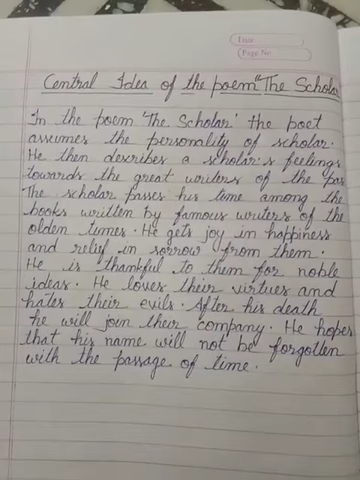 Date
Page No
Central Idea of the poem "The Scholar
In the poem 'The Scholar' the poet
assumes the personality of scholar.
He then describes a scholar's feelings
towards the great writers of the pas
The scholar passes his time among the
books written by famous writers of the
olden times. He gets joy in happiness
and relief in sorrow from them.
He is thankful to them for noble
ideas. He loves their virtues and
hates their evils. After his death
he will join their company. He hopes
that his name will not be forgotten
with the passage of time.